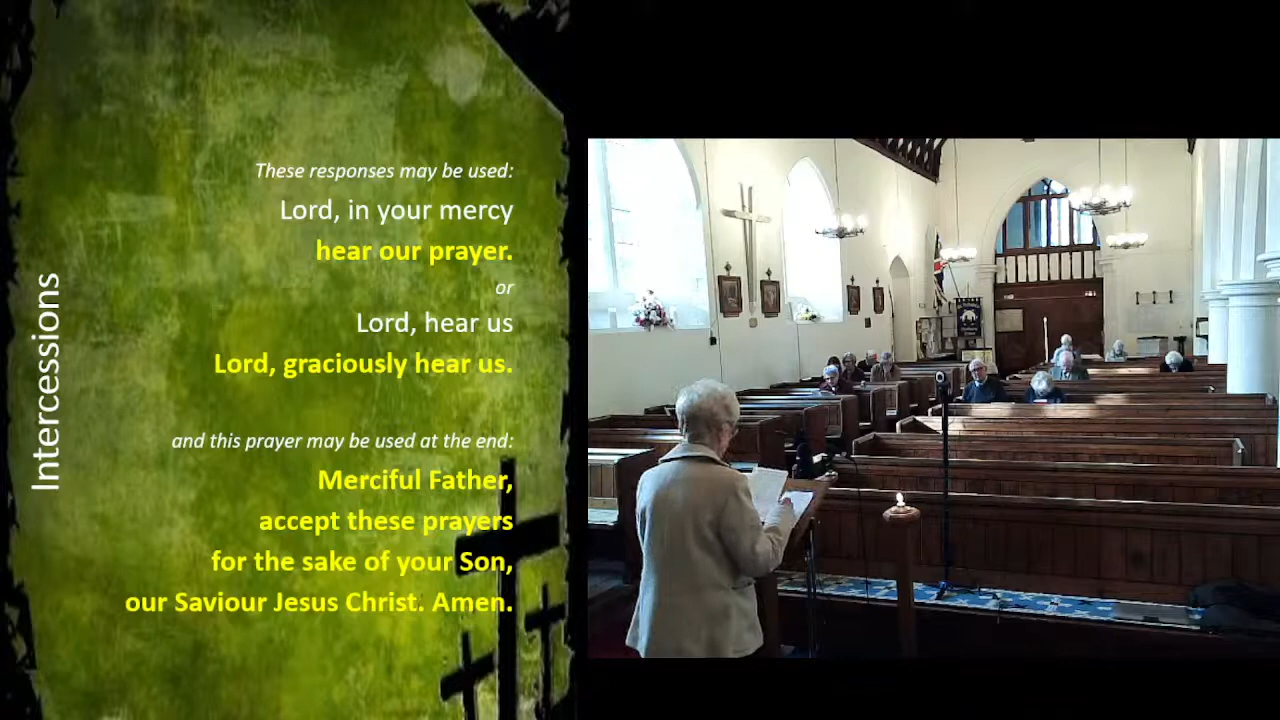 Intercessions
These responses may be used:
Lord, in your mercy
hear our prayer.
or
Lord, hear us
Lord, graciously hear us.
and this prayer may be used at the end:
Merciful Father,
accept these prayers
for the sake of your Son,
our Saviour Jesus Christ. Amen.